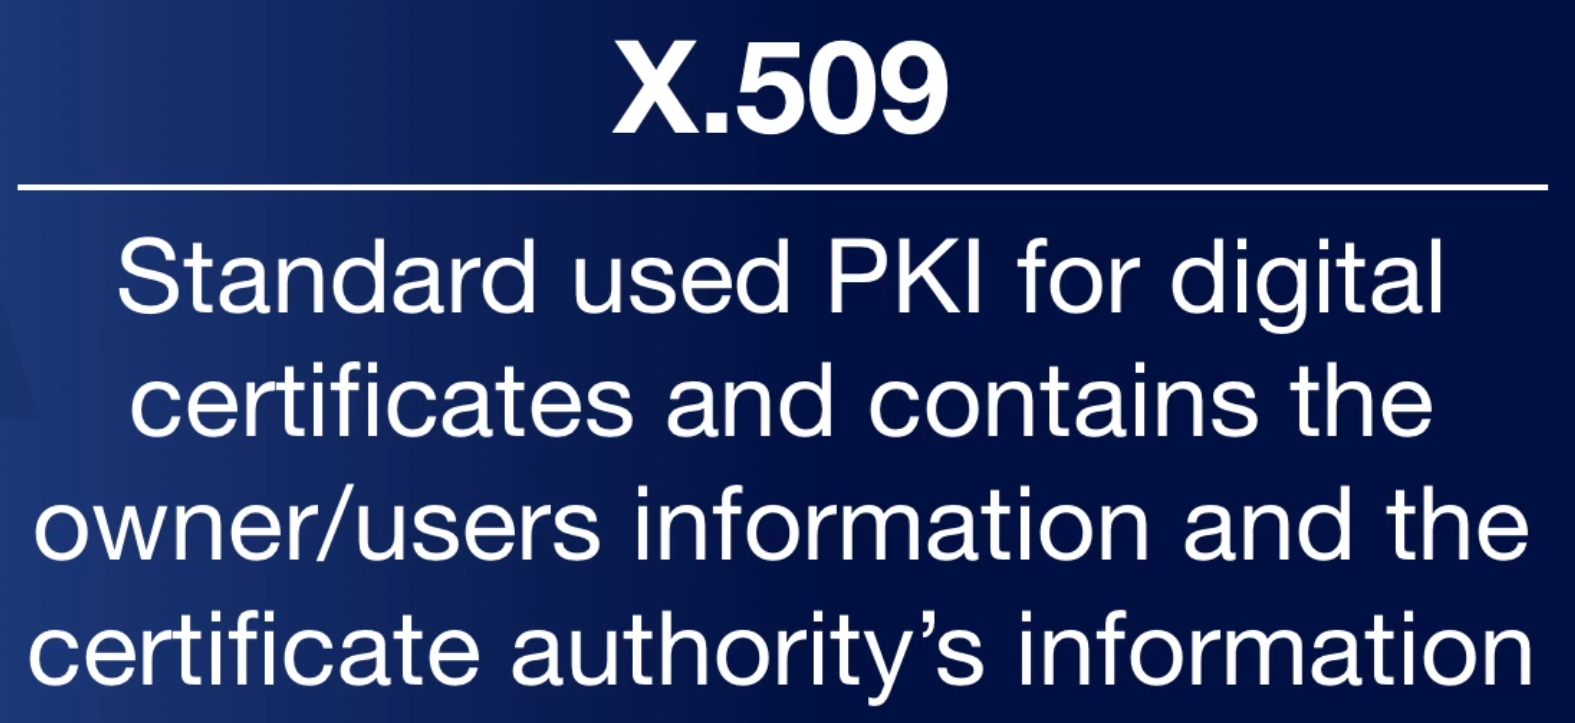 X.509
Standard used PKI for digital
certificates and contains the
owner/users information and the
certificate authority’s information